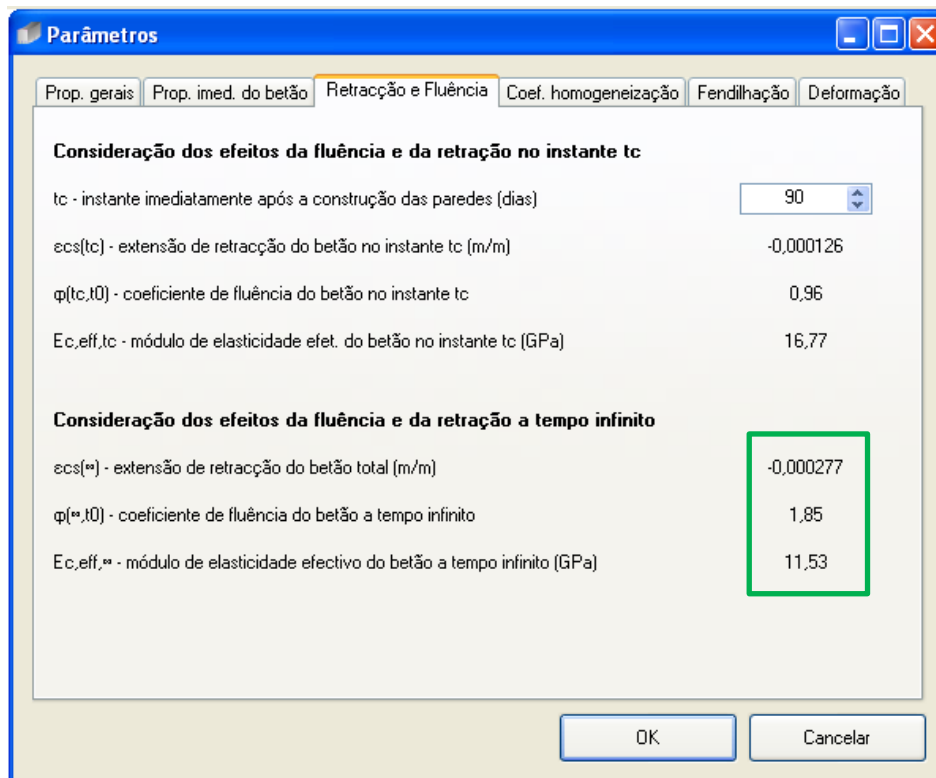 Parâmetros
Prop. gerais Prop. imed. do betão Retracção e Fluência Coef. homogeneização Fendilhação Deformação
Consideração dos efeitos da fluência e da retração no instante tc
tc - instante imediatamente após a construção das paredes (dias) 90
εcs(tc) - extensão de retracção do betão no instante tc (m/m) -0,000126
φ(tc,t0) - coeficiente de fluência do betão no instante tc 0,96
Ec,eff,tc - módulo de elasticidade efet. do betão no instante tc (GPa) 16,77
Consideração dos efeitos da fluência e da retração a tempo infinito
εcs(∞) - extensão de retracção do betão total (m/m) -0,000277
φ(∞,t0) - coeficiente de fluência do betão a tempo infinito 1,85
Ec,eff,∞ - módulo de elasticidade efectivo do betão a tempo infinito (GPa) 11,53
OK Cancelar